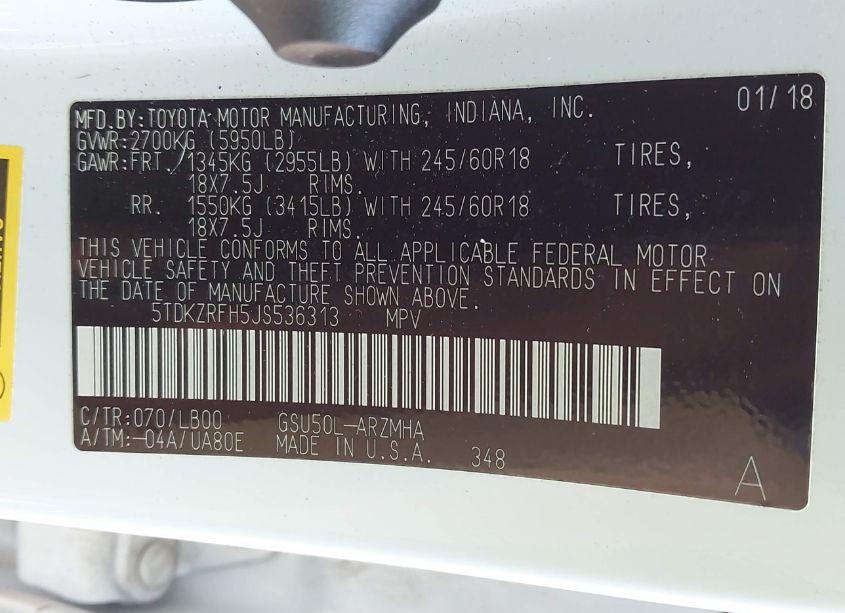 MFD.BY:TOYOTA MOTOR MANUFACTURING, INDIANA, INC. 01/18
GVWR:2700KG (5950LB)
GAWR:FRT. 1345KG (2955LB) WITH 245/60R18 TIRES,
18X7.5J RIMS.
RR. 1550KG (3415LB) WITH 245/60R18 TIRES,
18X7.5J RIMS.
THIS VEHICLE CONFORMS TO ALL APPLICABLE FEDERAL MOTOR
VEHICLE SAFETY AND THEFT PREVENTION STANDARDS IN EFFECT ON
THE DATE OF MANUFACTURE SHOWN ABOVE.
5TDKZRFH5JS536313 MPV
C/TR:070/LB00 GSU50L-ARZMHA
A/TM:-04A/UA80E MADE IN U.S.A. 348
A